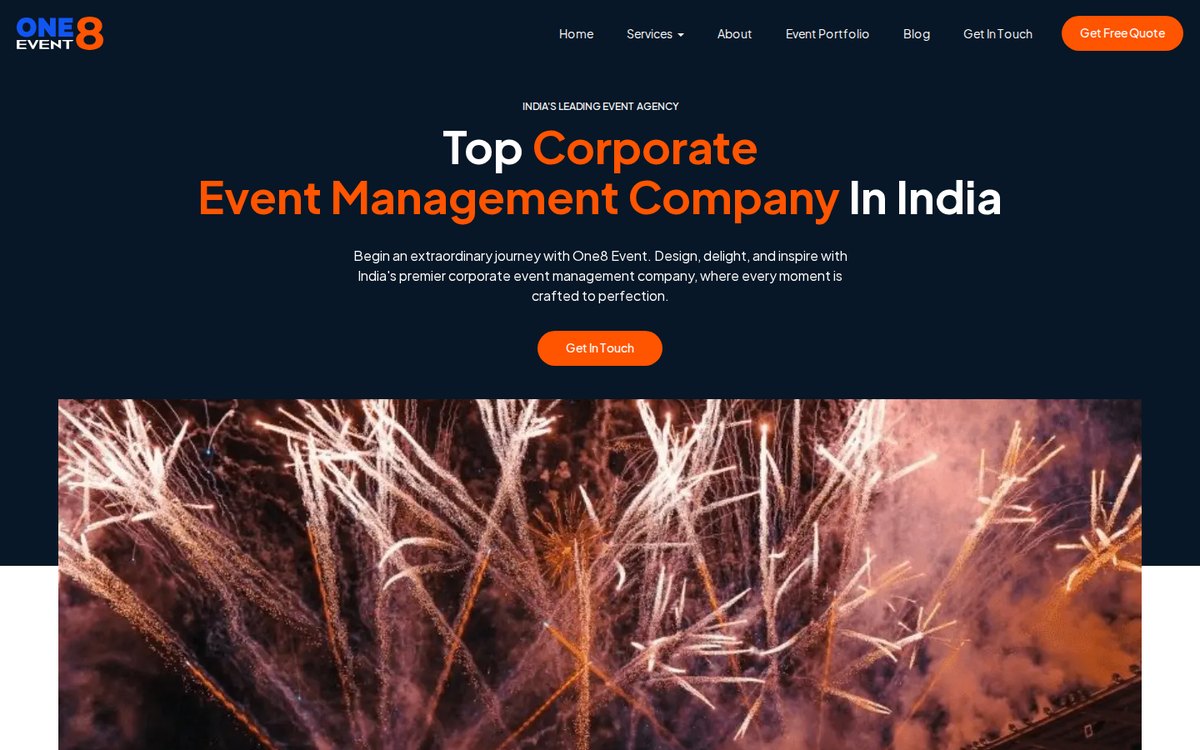 ONE
EVENT 8
Home Services About Event Portfolio Blog Get In Touch Get Free Quote
INDIA'S LEADING EVENT AGENCY
Top Corporate
Event Management Company In India
Begin an extraordinary journey with One8 Event. Design, delight, and inspire with
India's premier corporate event management company, where every moment is
crafted to perfection.
Get In Touch